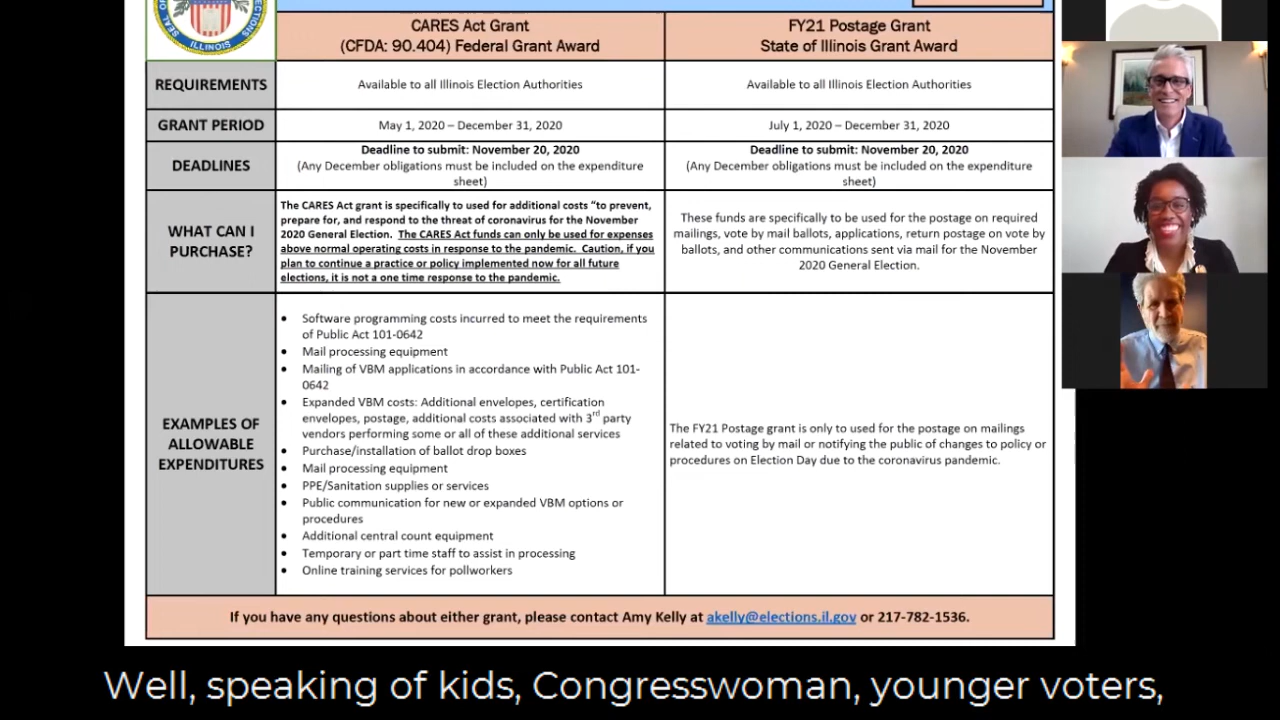 ILLINOIS
CARES Act Grant
(CFDA: 90.404) Federal Grant Award
FY21 Postage Grant
State of Illinois Grant Award
REQUIREMENTS
Available to all Illinois Election Authorities
Available to all Illinois Election Authorities
GRANT PERIOD
May 1, 2020 – December 31, 2020
July 1, 2020 – December 31, 2020
DEADLINES
Deadline to submit: November 20, 2020
(Any December obligations must be included on the expenditure
sheet)
Deadline to submit: November 20, 2020
(Any December obligations must be included on the expenditure
sheet)
WHAT CAN I
PURCHASE?
The CARES Act grant is specifically to used for additional costs “to prevent,
prepare for, and respond to the threat of coronavirus for the November
2020 General Election. The CARES Act funds can only be used for expenses
above normal operating costs in response to the pandemic. Caution, if you
plan to continue a practice or policy implemented now for all future
elections, it is not a one time response to the pandemic.
These funds are specifically to be used for the postage on required
mailings, vote by mail ballots, applications, return postage on vote by
ballots, and other communications sent via mail for the November
2020 General Election.
EXAMPLES OF
ALLOWABLE
EXPENDITURES
• Software programming costs incurred to meet the requirements
of Public Act 101-0642
• Mail processing equipment
• Mailing of VBM applications in accordance with Public Act 101-
0642
• Expanded VBM costs: Additional envelopes, certification
envelopes, postage, additional costs associated with 3rd party
vendors performing some or all of these additional services
• Purchase/installation of ballot drop boxes
• Mail processing equipment
• PPE/Sanitation supplies or services
• Public communication for new or expanded VBM options or
procedures
• Additional central count equipment
• Temporary or part time staff to assist in processing
• Online training services for pollworkers
The FY21 Postage grant is only to used for the postage on mailings
related to voting by mail or notifying the public of changes to policy or
procedures on Election Day due to the coronavirus pandemic.
If you have any questions about either grant, please contact Amy Kelly at akelly@elections.il.gov or 217-782-1536.
Well, speaking of kids, Congresswoman, younger voters,